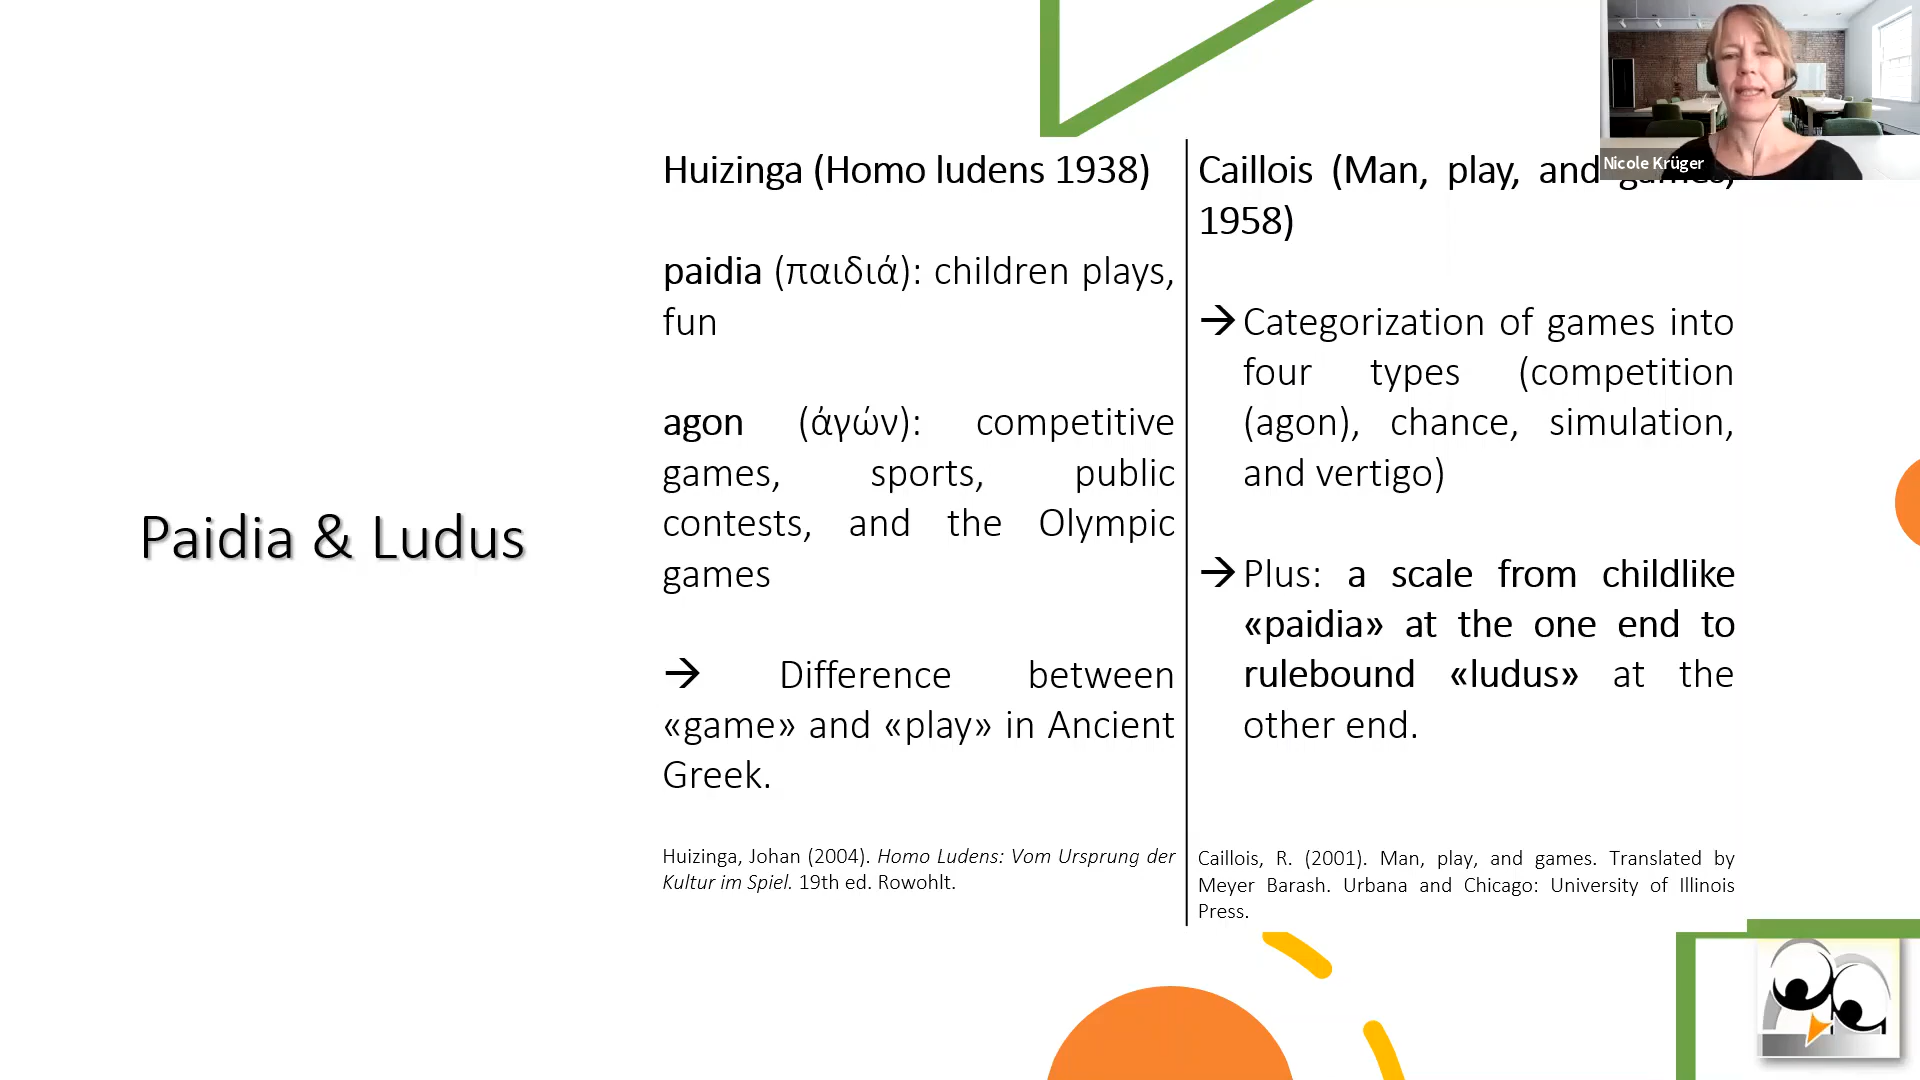 Paidia & Ludus
Huizinga (Homo ludens 1938)
paidia (παιδιά): children plays,
fun
agon (ἀγών): competitive
games, sports, public
contests, and the Olympic
games
→ Difference between
«game» and «play» in Ancient
Greek.
Huizinga, Johan (2004). Homo Ludens: Vom Ursprung der
Kultur im Spiel. 19th ed. Rowohlt.
Caillois (Man, play, and games,
1958)
→ Categorization of games into
four types (competition
(agon), chance, simulation,
and vertigo)
→ Plus: a scale from childlike
«paidia» at the one end to
rulebound «ludus» at the
other end.
Caillois, R. (2001). Man, play, and games. Translated by
Meyer Barash. Urbana and Chicago: University of Illinois
Press.
Nicole Krüger